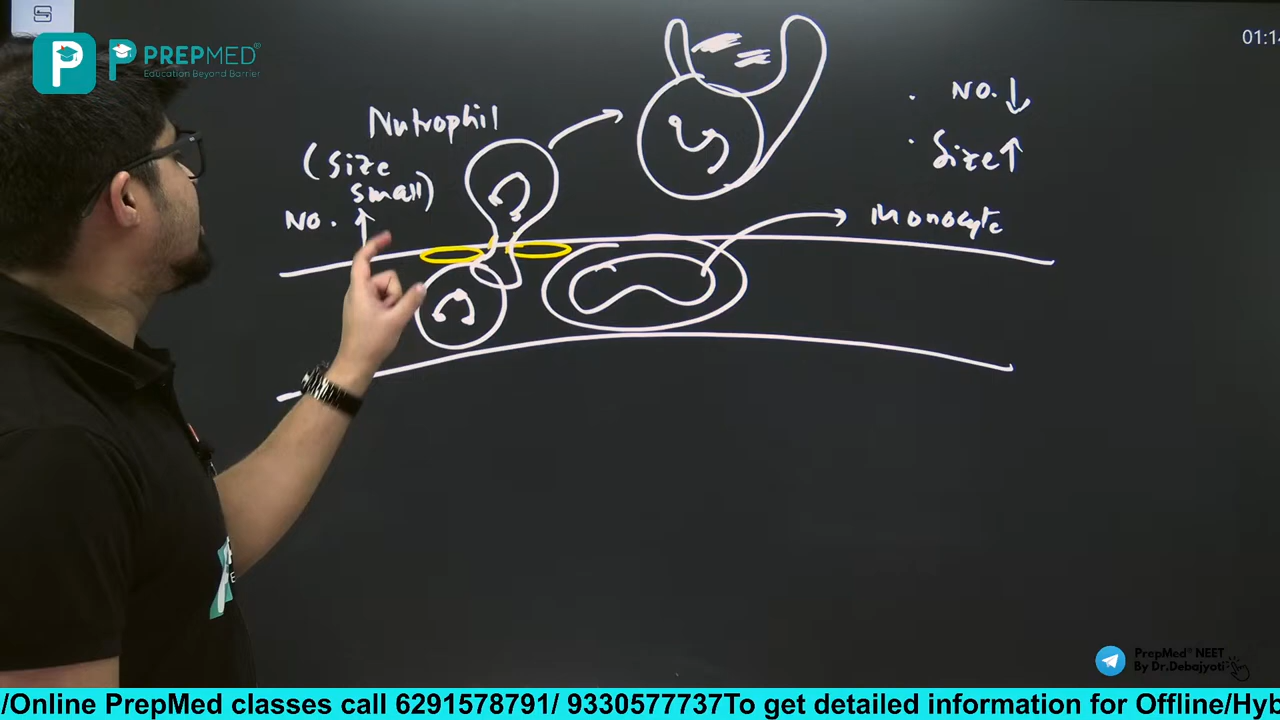 P PREPMED®
Education Beyond Barrier
01:14
Nutrophil
(Size
small)
NO. ↑
. NO. ↓
. Size ↑
Monocyte
PrepMed® NEET
By Dr.Debajyoti
/Online PrepMed classes call 6291578791/ 9330577737To get detailed information for Offline/Hyb